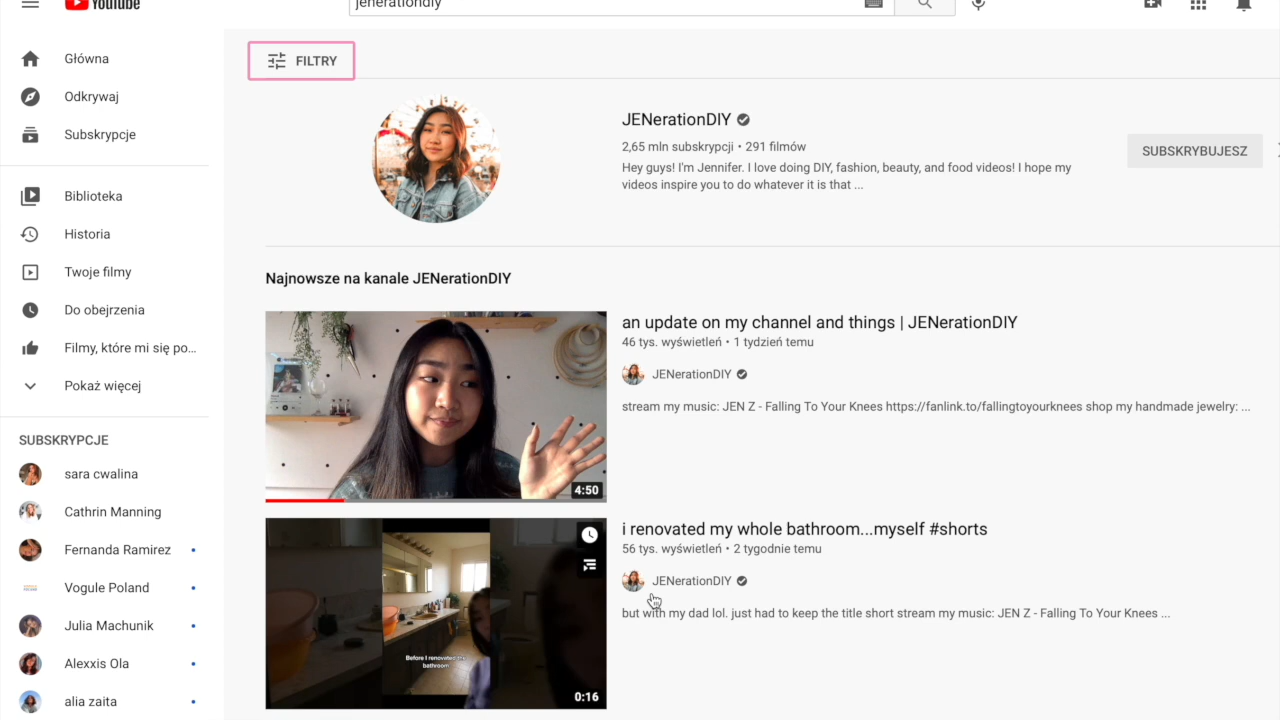 YouTube
jenerationdiy
Główna
Odkrywaj
Subskrypcje
Biblioteka
Historia
Twoje filmy
Do obejrzenia
Filmy, które mi się po...
Pokaż więcej
SUBSKRYPCJE
sara cwalina
Cathrin Manning
Fernanda Ramirez
Vogule Poland
Julia Machunik
Alexxis Ola
alia zaita
FILTRY
JENerationDIY
2,65 mln subskrypcji • 291 filmów
Hey guys! I'm Jennifer. I love doing DIY, fashion, beauty, and food videos! I hope my
videos inspire you to do whatever it is that ...
SUBSKRYBUJESZ
Najnowsze na kanale JENerationDIY
4:50
an update on my channel and things | JENerationDIY
46 tys. wyświetleń • 1 tydzień temu
JENerationDIY
stream my music: JEN Z - Falling To Your Knees https://fanlink.to/fallingtoyourknees shop my handmade jewelry: ...
Before I renovated the
bathroom
0:16
i renovated my whole bathroom...myself #shorts
56 tys. wyświetleń • 2 tygodnie temu
JENerationDIY
but with my dad lol. just had to keep the title short stream my music: JEN Z - Falling To Your Knees ...